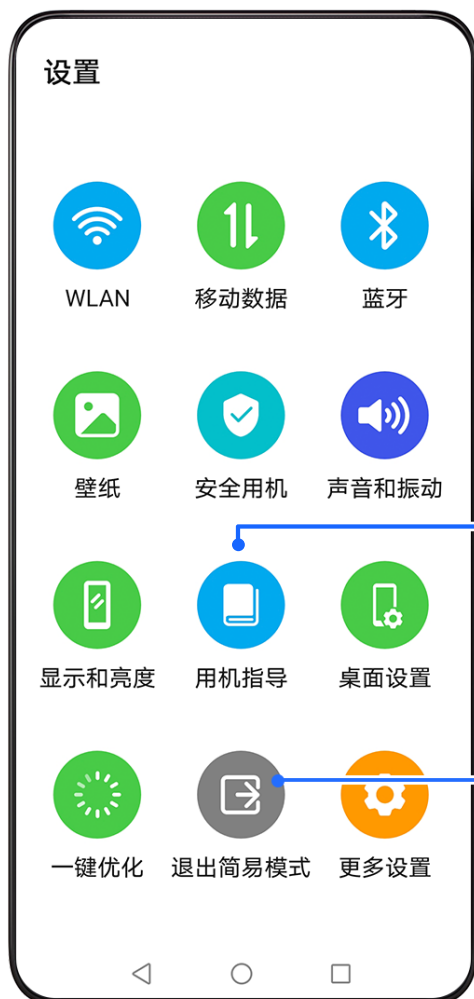 设置
WLAN 移动数据 蓝牙
壁纸 安全用机 声音和振动
显示和亮度 用机指导 桌面设置
一键优化 退出简易模式 更多设置